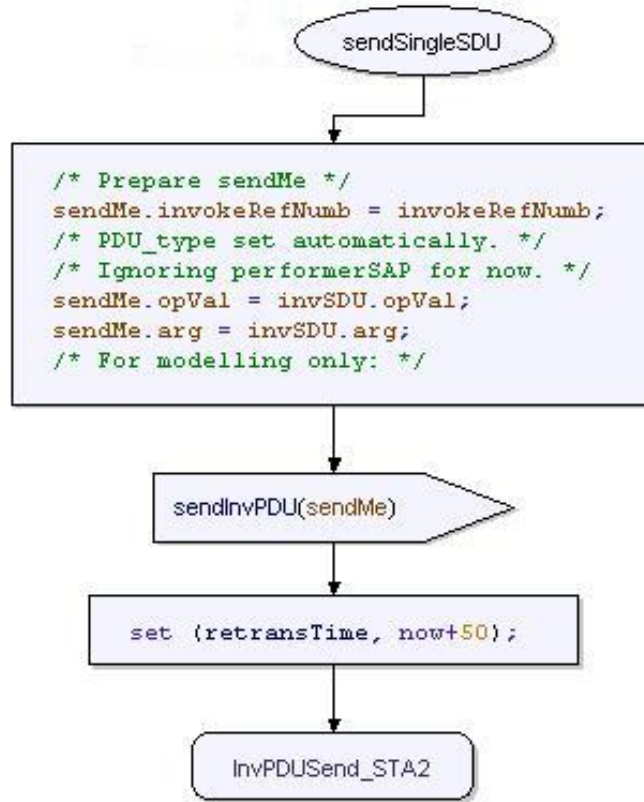 sendSingleSDU
/* Prepare sendMe */
sendMe.invokeRefNumb = invokeRefNumb;
/* PDU_type set automatically. */
/* Ignoring performerSAP for now. */
sendMe.opVal = invSDU.opVal;
sendMe.arg = invSDU.arg;
/* For modelling only: */
sendInvPDU(sendMe)
set (retransTime, now+50);
InvPDUSend_STA2